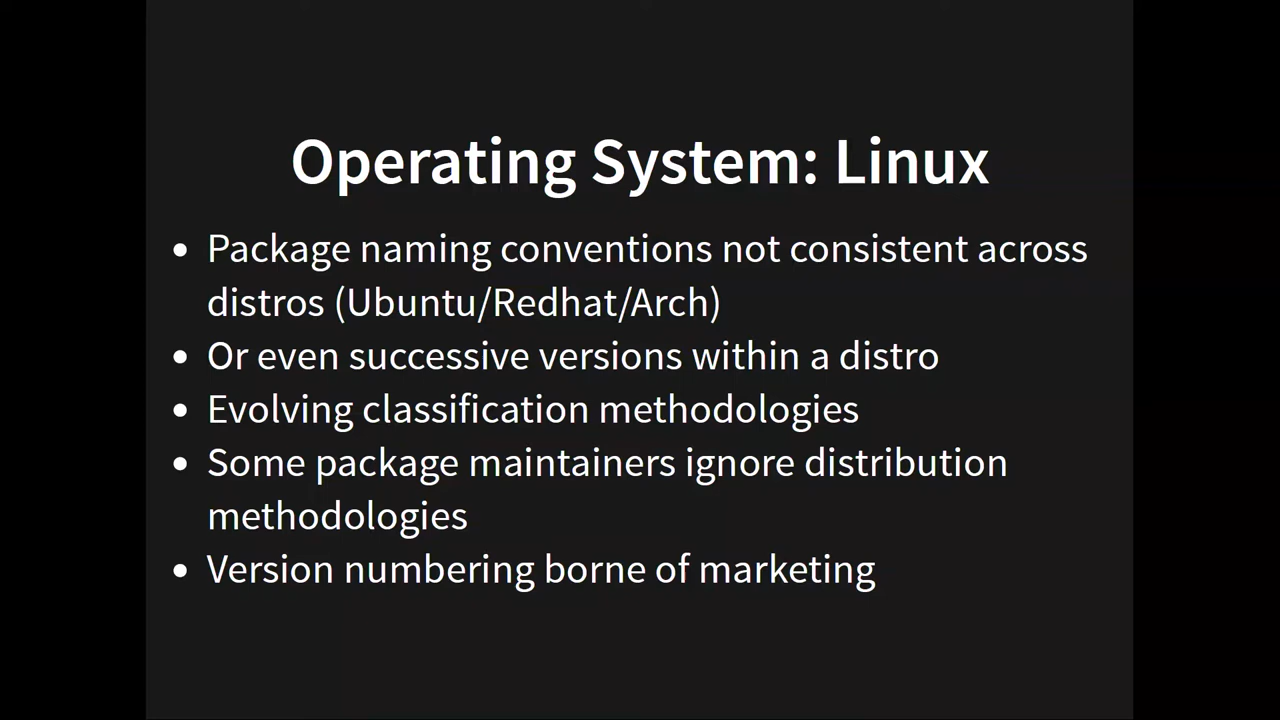 Operating System: Linux
• Package naming conventions not consistent across
distros (Ubuntu/Redhat/Arch)
• Or even successive versions within a distro
• Evolving classification methodologies
• Some package maintainers ignore distribution
methodologies
• Version numbering borne of marketing